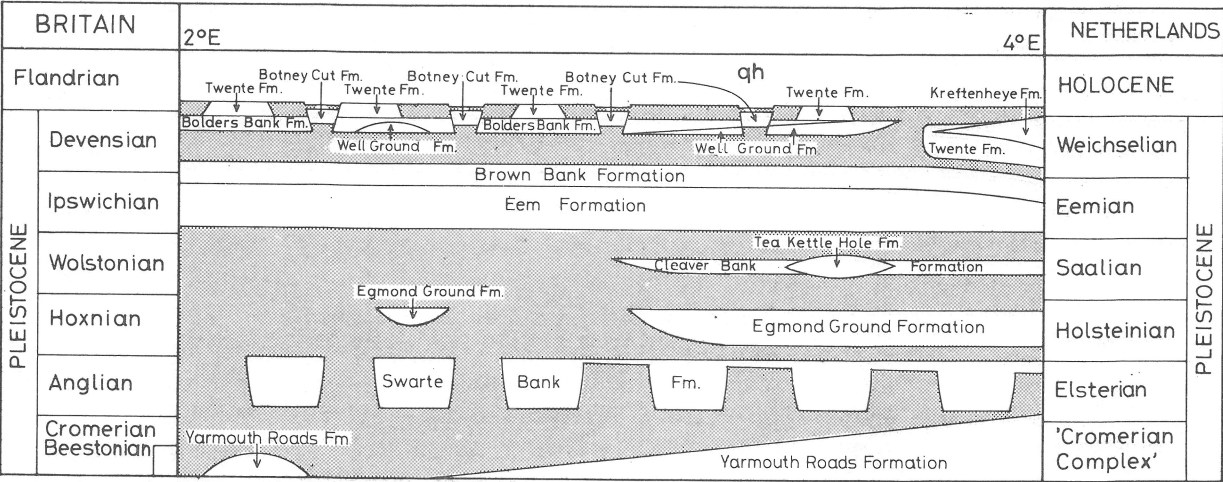 BRITAIN
2°E
4°E
NETHERLANDS
Flandrian
Botney Cut Fm.
Botney Cut Fm.
Botney Cut Fm.
qh
HOLOCENE
Twente Fm.
Twente Fm.
Twente Fm.
Twente Fm.
Kreftenheye Fm.
Bolders Bank Fm.
Bolders Bank Fm.
Devensian
Well Ground Fm.
Well Ground Fm.
Twente Fm.
Weichselian
Brown Bank Formation
Ipswichian
Eem Formation
Eemian
PLEISTOCENE
PLEISTOCENE
Wolstonian
Tea Kettle Hole Fm.
Cleaver Bank
Formation
Saalian
Egmond Ground Fm.
Hoxnian
Egmond Ground Formation
Holsteinian
Anglian
Swarte
Bank
Fm.
Elsterian
Cromerian
Beestonian
Yarmouth Roads Fm
Yarmouth Roads Formation
'Cromerian
Complex'